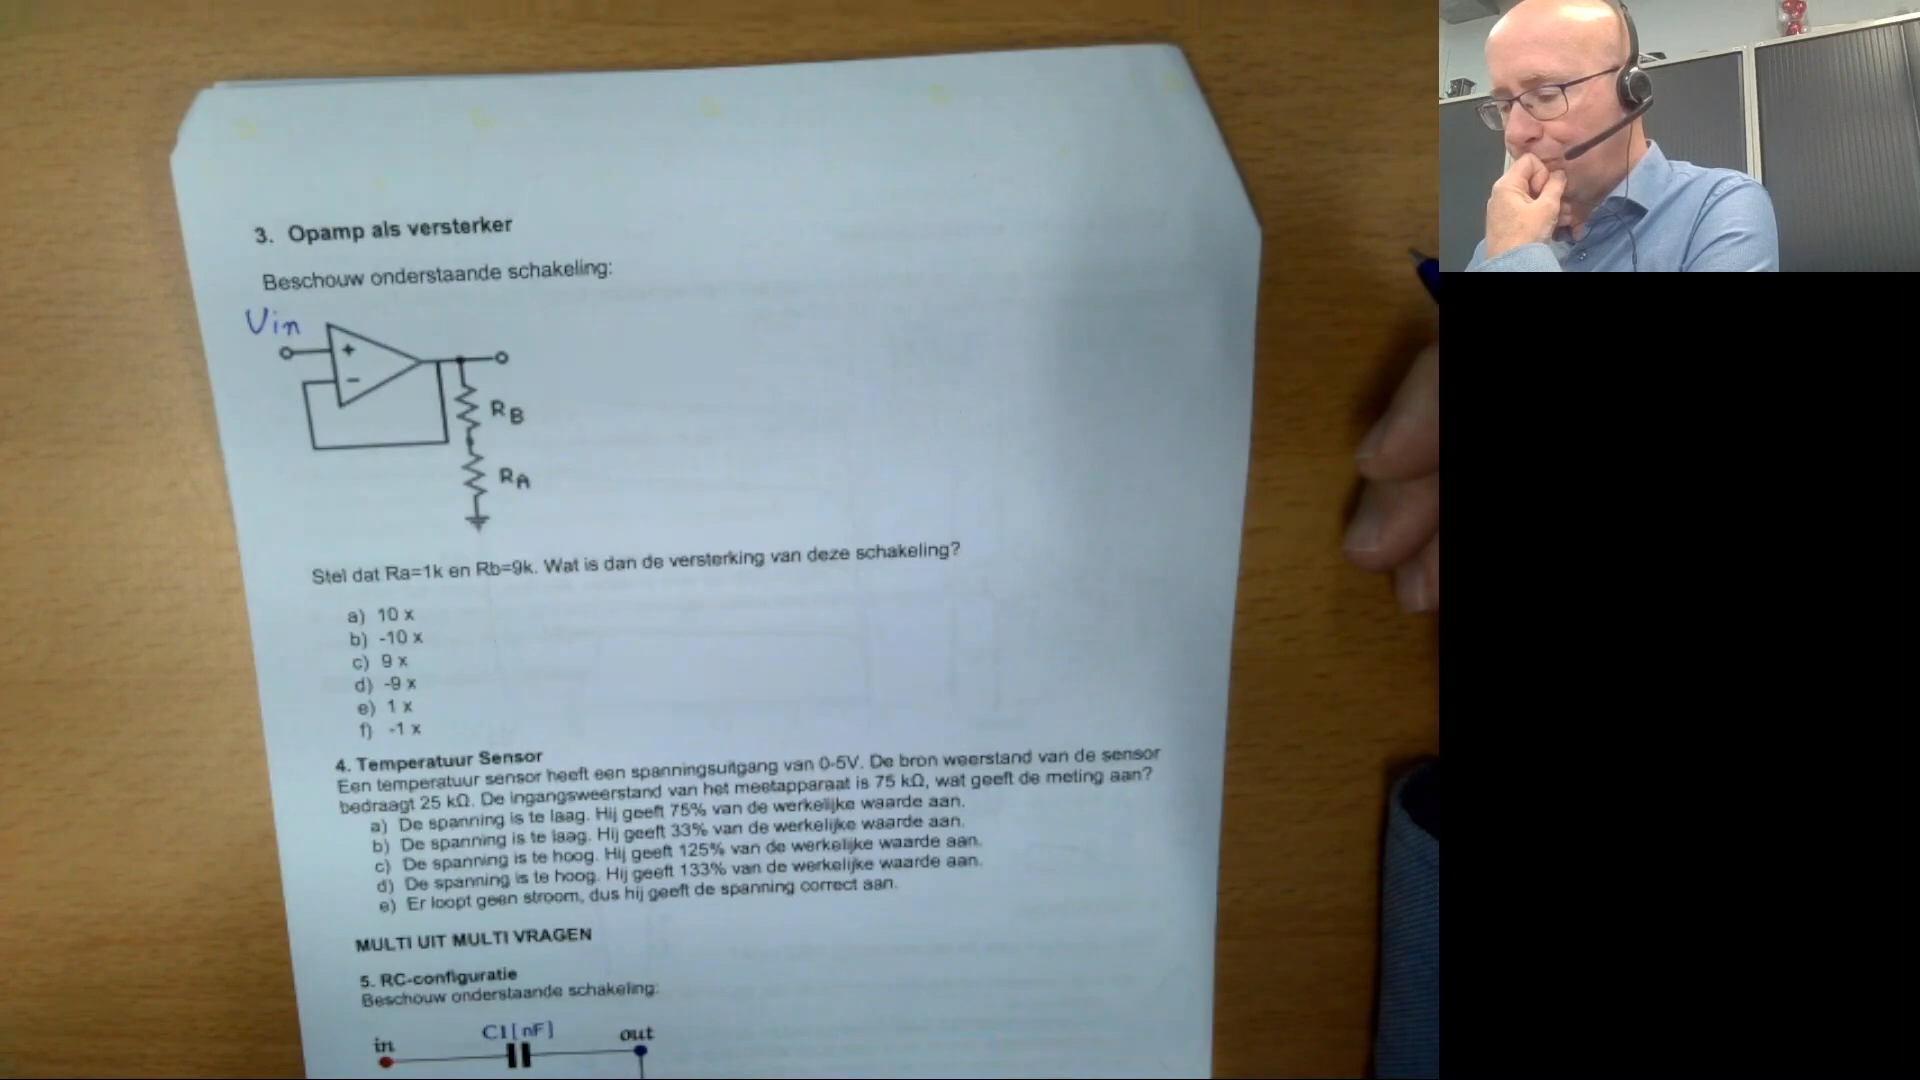 3. Opamp als versterker
Beschouw onderstaande schakeling:
Vin
+
-
RB
RA
Stel dat Ra=1k en Rb=9k. Wat is dan de versterking van deze schakeling?
a) 10 x
b) -10 x
c) 9 x
d) -9 x
e) 1 x
f) -1 x
4. Temperatuur Sensor
Een temperatuur sensor heeft een spanningsuitgang van 0-5V. De bron weerstand van de sensor
bedraagt 25 kΩ. De ingangsweerstand van het meetapparaat is 75 kΩ, wat geeft de meting aan?
a) De spanning is te laag. Hij geeft 75% van de werkelijke waarde aan.
b) De spanning is te laag. Hij geeft 33% van de werkelijke waarde aan.
c) De spanning is te hoog. Hij geeft 125% van de werkelijke waarde aan.
d) De spanning is te hoog. Hij geeft 133% van de werkelijke waarde aan.
e) Er loopt geen stroom, dus hij geeft de spanning correct aan.
MULTI UIT MULTI VRAGEN
5. RC-configuratie
Beschouw onderstaande schakeling:
in C1[nF] out